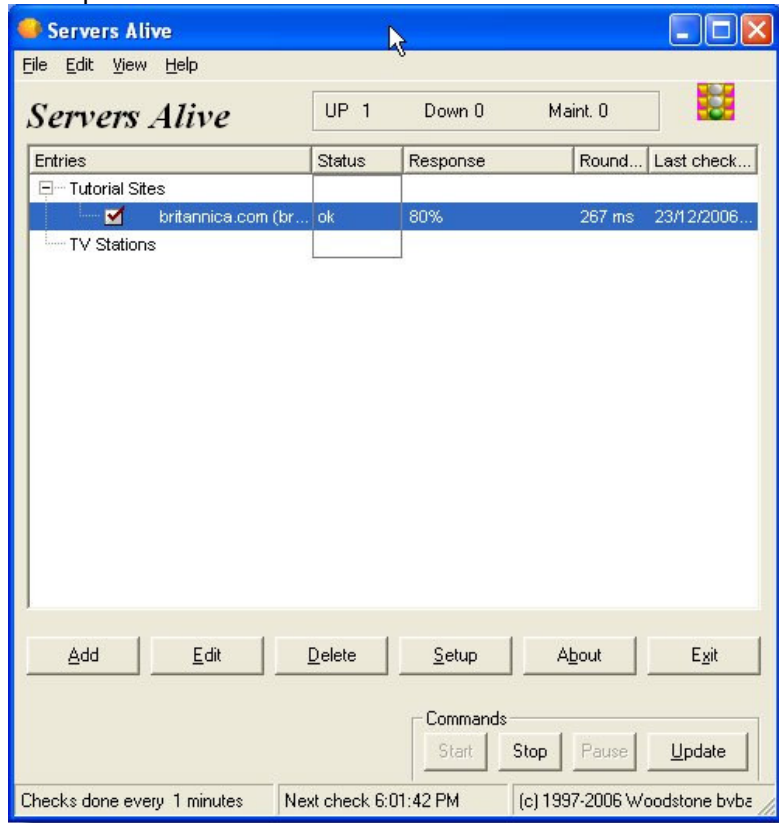 Servers Alive
File Edit View Help
Servers Alive UP 1 Down 0 Maint. 0
Entries Status Response Round... Last check...
Tutorial Sites
britannica.com (br... ok 80% 267 ms 23/12/2006...
TV Stations
Add Edit Delete Setup About Exit
Commands
Start Stop Pause Update
Checks done every 1 minutes Next check 6:01:42 PM (c) 1997-2006 Woodstone bvba